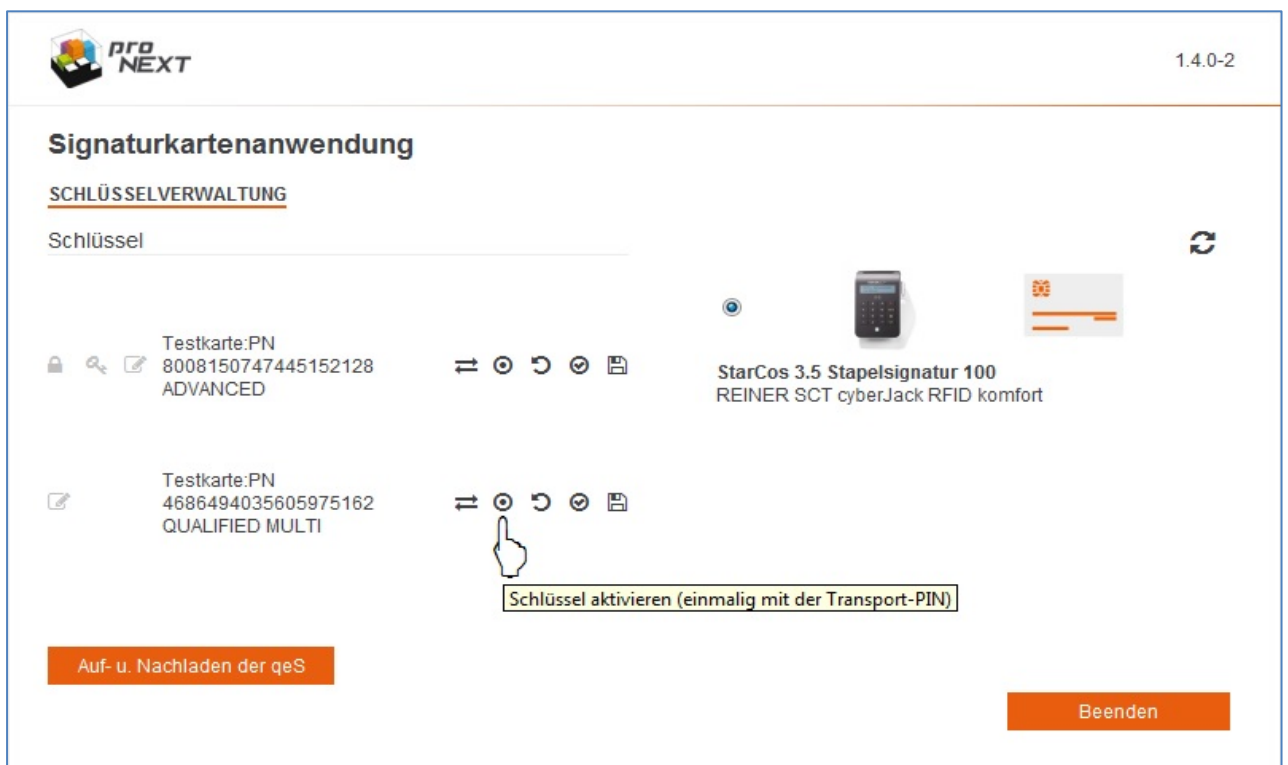 pro
NEXT
1.4.0-2
Signaturkartenanwendung
SCHLÜSSELVERWALTUNG
Schlüssel
Testkarte:PN
8008150747445152128
ADVANCED
StarCos 3.5 Stapelsignatur 100
REINER SCT cyberJack RFID komfort
Testkarte:PN
4686494035605975162
QUALIFIED MULTI
Schlüssel aktivieren (einmalig mit der Transport-PIN)
Auf- u. Nachladen der qeS
Beenden